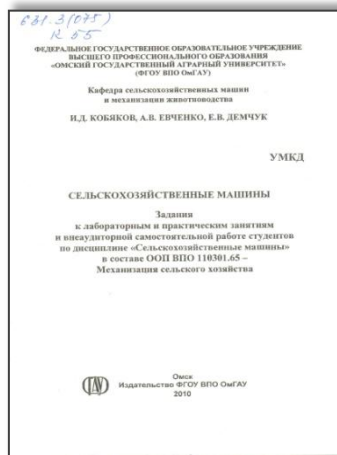 631.3(075)
К 55
ФЕДЕРАЛЬНОЕ ГОСУДАРСТВЕННОЕ ОБРАЗОВАТЕЛЬНОЕ УЧРЕЖДЕНИЕ
ВЫСШЕГО ПРОФЕССИОНАЛЬНОГО ОБРАЗОВАНИЯ
«ОМСКИЙ ГОСУДАРСТВЕННЫЙ АГРАРНЫЙ УНИВЕРСИТЕТ»
(ФГОУ ВПО ОмГАУ)
Кафедра сельскохозяйственных машин
и механизации животноводства
И.Д. КОБЯКОВ, А.В. ЕВЧЕНКО, Е.В. ДЕМЧУК
УМКД
СЕЛЬСКОХОЗЯЙСТВЕННЫЕ МАШИНЫ
Задания
к лабораторным и практическим занятиям
и внеаудиторной самостоятельной работе студентов
по дисциплине «Сельскохозяйственные машины»
в составе ООП ВПО 110301.65 –
Механизация сельского хозяйства
Омск
Издательство ФГОУ ВПО ОмГАУ
2010